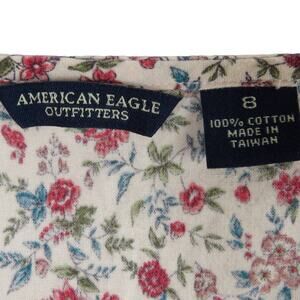 AMERICAN EAGLE
OUTFITTERS
8
100% COTTON
MADE IN
TAIWAN